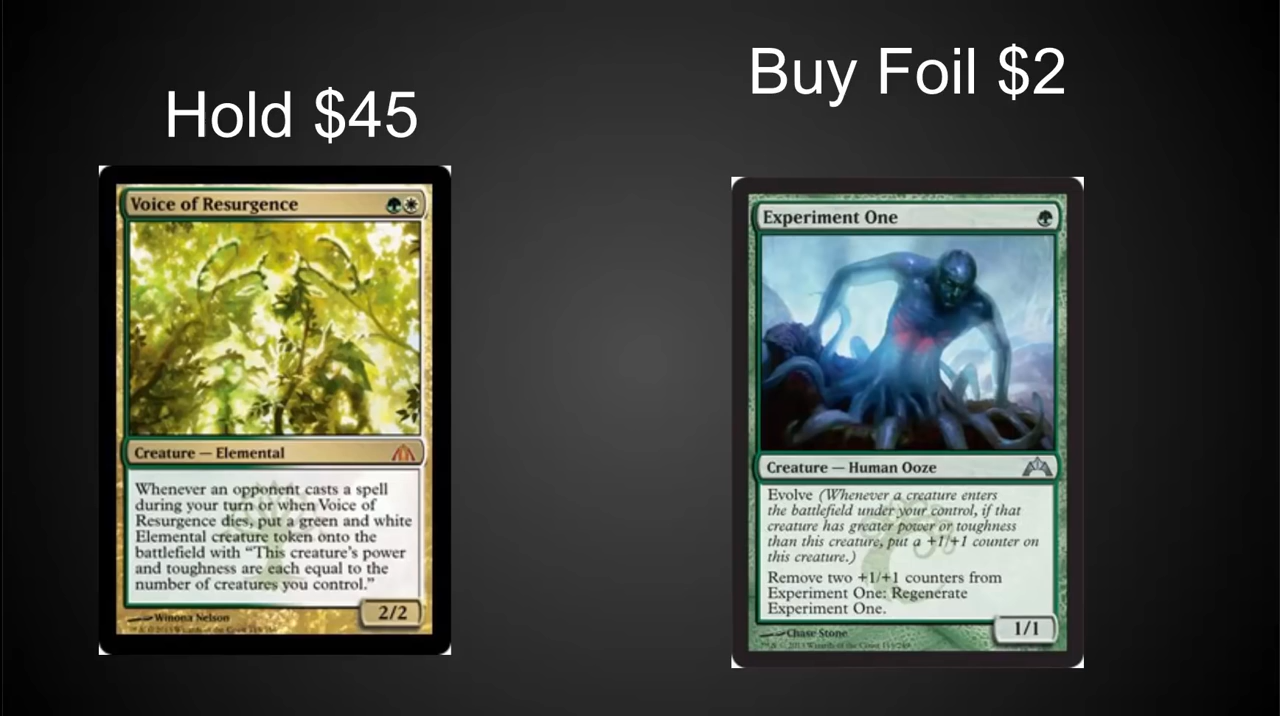 Hold $45
Voice of Resurgence
Creature — Elemental
Whenever an opponent casts a spell
during your turn or when Voice of
Resurgence dies, put a green and white
Elemental creature token onto the
battlefield with “This creature's power
and toughness are each equal to the
number of creatures you control.”
2/2
Winona Nelson
Buy Foil $2
Experiment One
Creature — Human Ooze
Evolve (Whenever a creature enters
the battlefield under your control, if that
creature has greater power or toughness
than this creature, put a +1/+1 counter on
this creature.)
Remove two +1/+1 counters from
Experiment One: Regenerate
Experiment One.
1/1
Chase Stone